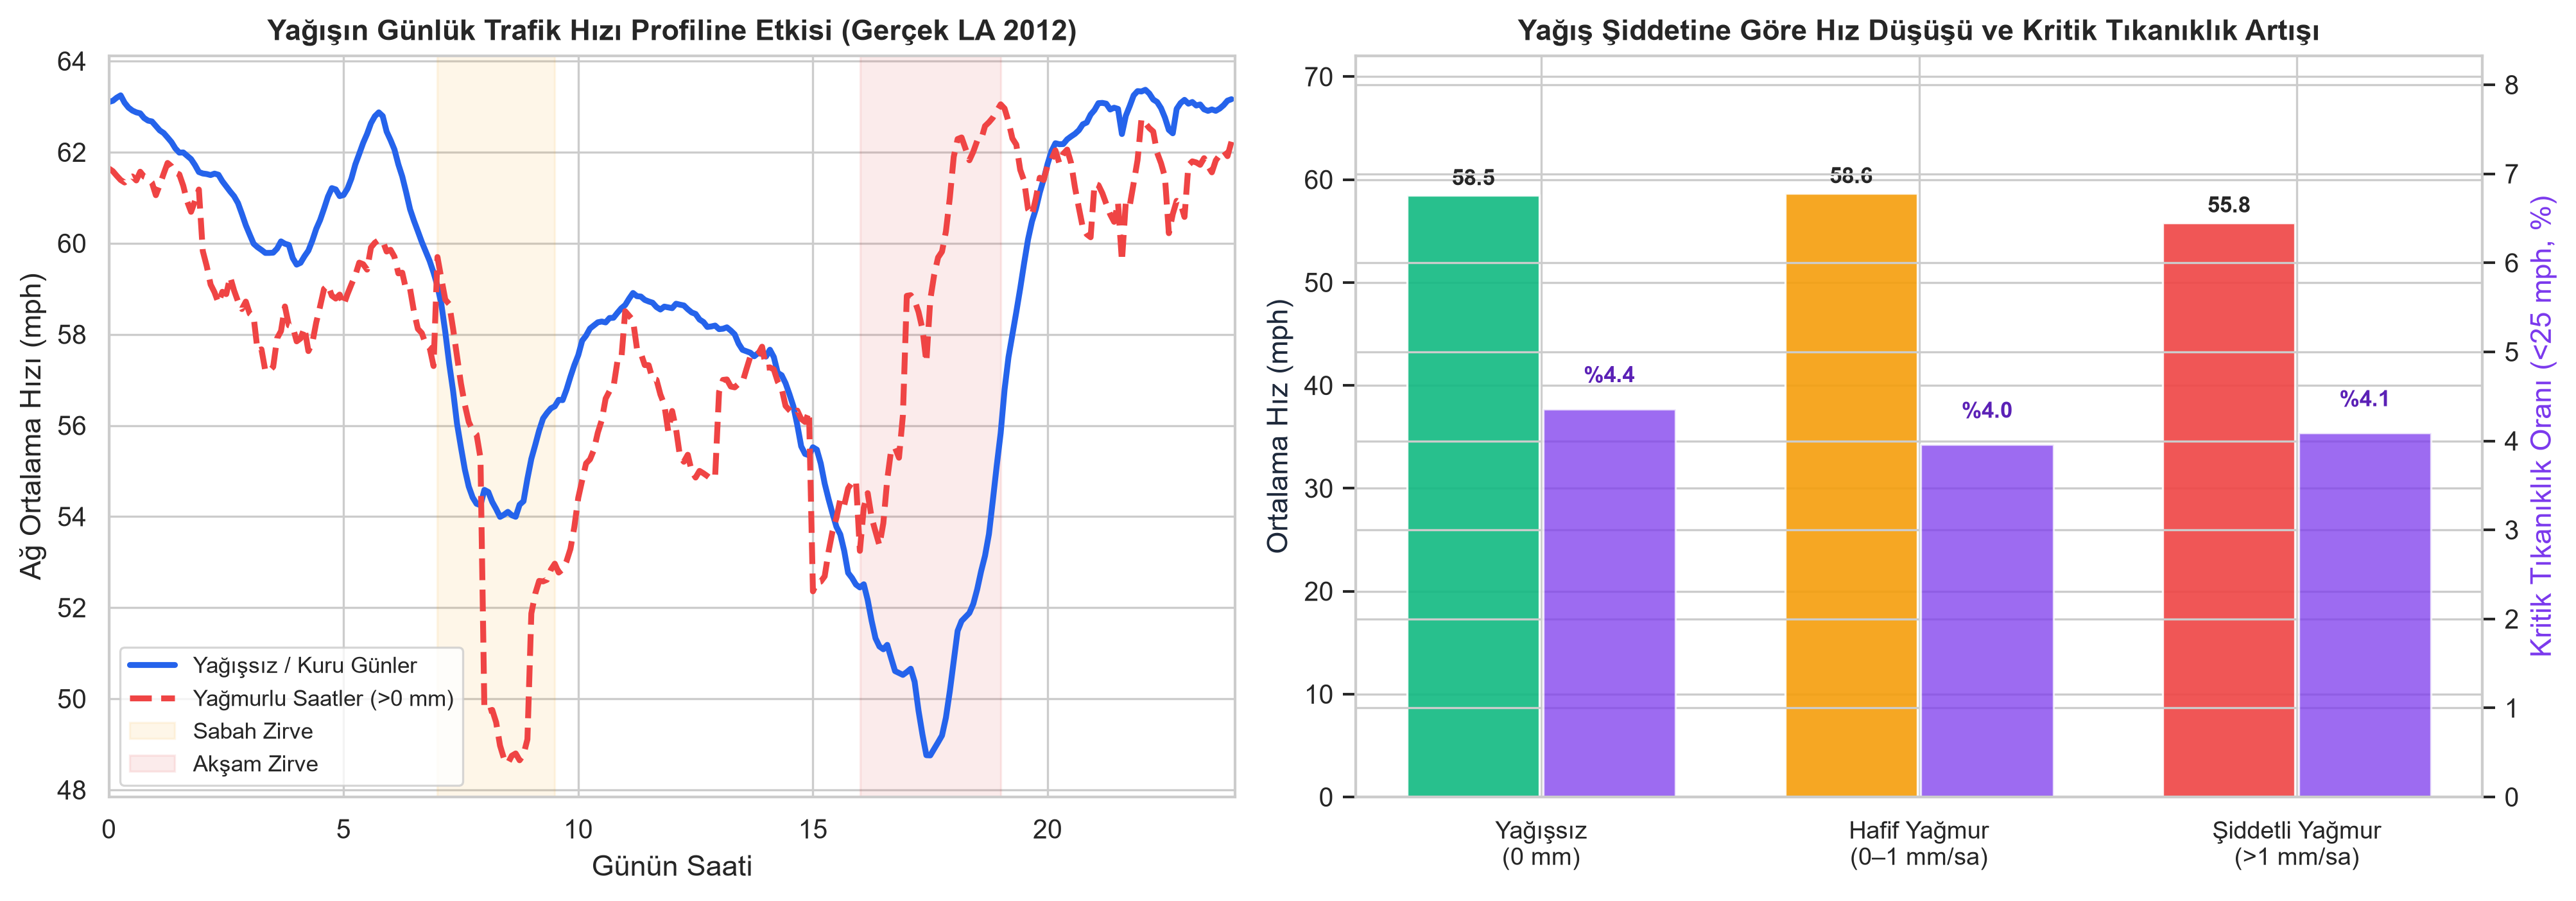 Yağışın Günlük Trafik Hızı Profiline Etkisi (Gerçek LA 2012)
64
62
60
58
56
54
52
50
48
Ağ Ortalama Hızı (mph)
Yağışsız / Kuru Günler
Yağmurlu Saatler (>0 mm)
Sabah Zirve
Akşam Zirve
0 5 10 15 20
Günün Saati
Yağış Şiddetine Göre Hız Düşüşü ve Kritik Tıkanıklık Artışı
70
60
50
40
30
20
10
0
Ortalama Hız (mph)
58.5
58.6
55.8
%4.4
%4.0
%4.1
8
7
6
5
4
3
2
1
0
Kritik Tıkanıklık Oranı (<25 mph, %)
Yağışsız
(0 mm)
Hafif Yağmur
(0–1 mm/sa)
Şiddetli Yağmur
(>1 mm/sa)